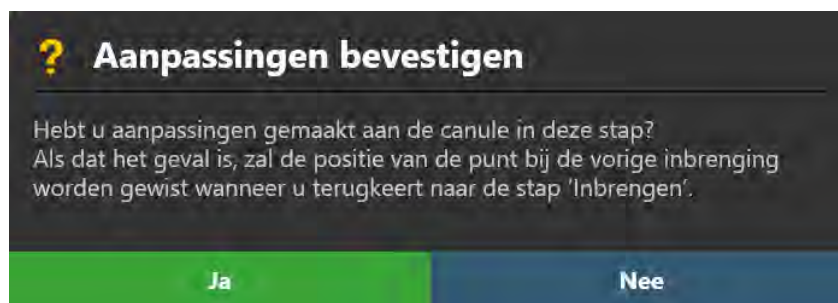 ? Aanpassingen bevestigen
Hebt u aanpassingen gemaakt aan de canule in deze stap?
Als dat het geval is, zal de positie van de punt bij de vorige inbrenging
worden gewist wanneer u terugkeert naar de stap 'Inbrengen'.
Ja
Nee